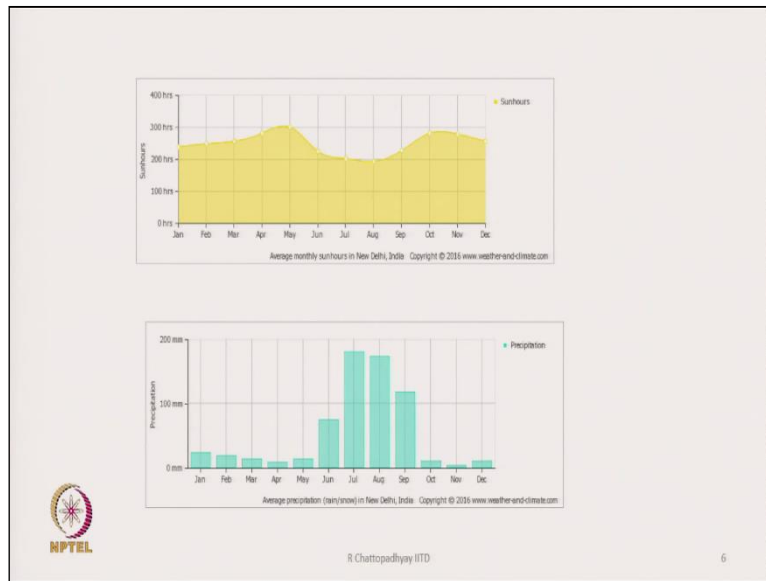 400 hrs
Sunhours
300 hrs
200 hrs
100 hrs
0 hrs
Sunhours
Jan Feb Mar Apr May Jun Jul Aug Sep Oct Nov Dec
Average monthly sunhours in New Delhi, India Copyright © 2016 www.weather-and-climate.com
200 mm
Precipitation
100 mm
0 mm
Precipitation
Jan Feb Mar Apr May Jun Jul Aug Sep Oct Nov Dec
Average precipitation (rain/snow) in New Delhi, India Copyright © 2016 www.weather-and-climate.com
NPTEL
R Chattopadhyay IITD
6